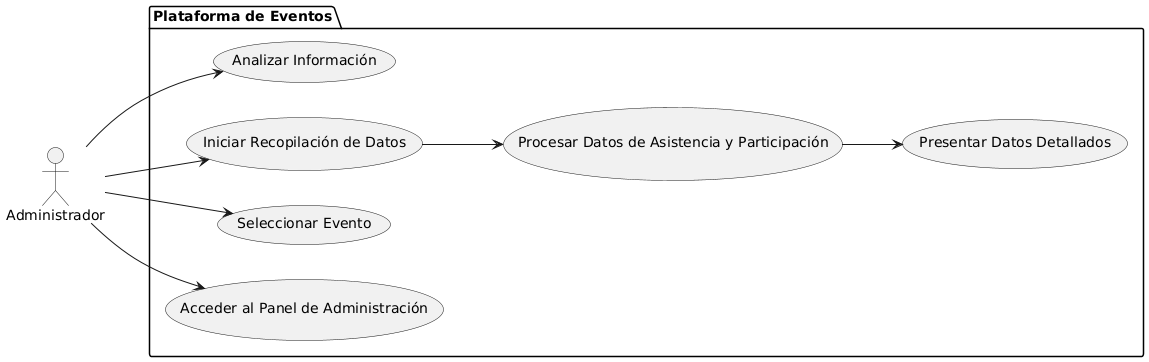 Plataforma de Eventos
Analizar Información
Iniciar Recopilación de Datos
Procesar Datos de Asistencia y Participación
Presentar Datos Detallados
Administrador
Seleccionar Evento
Acceder al Panel de Administración